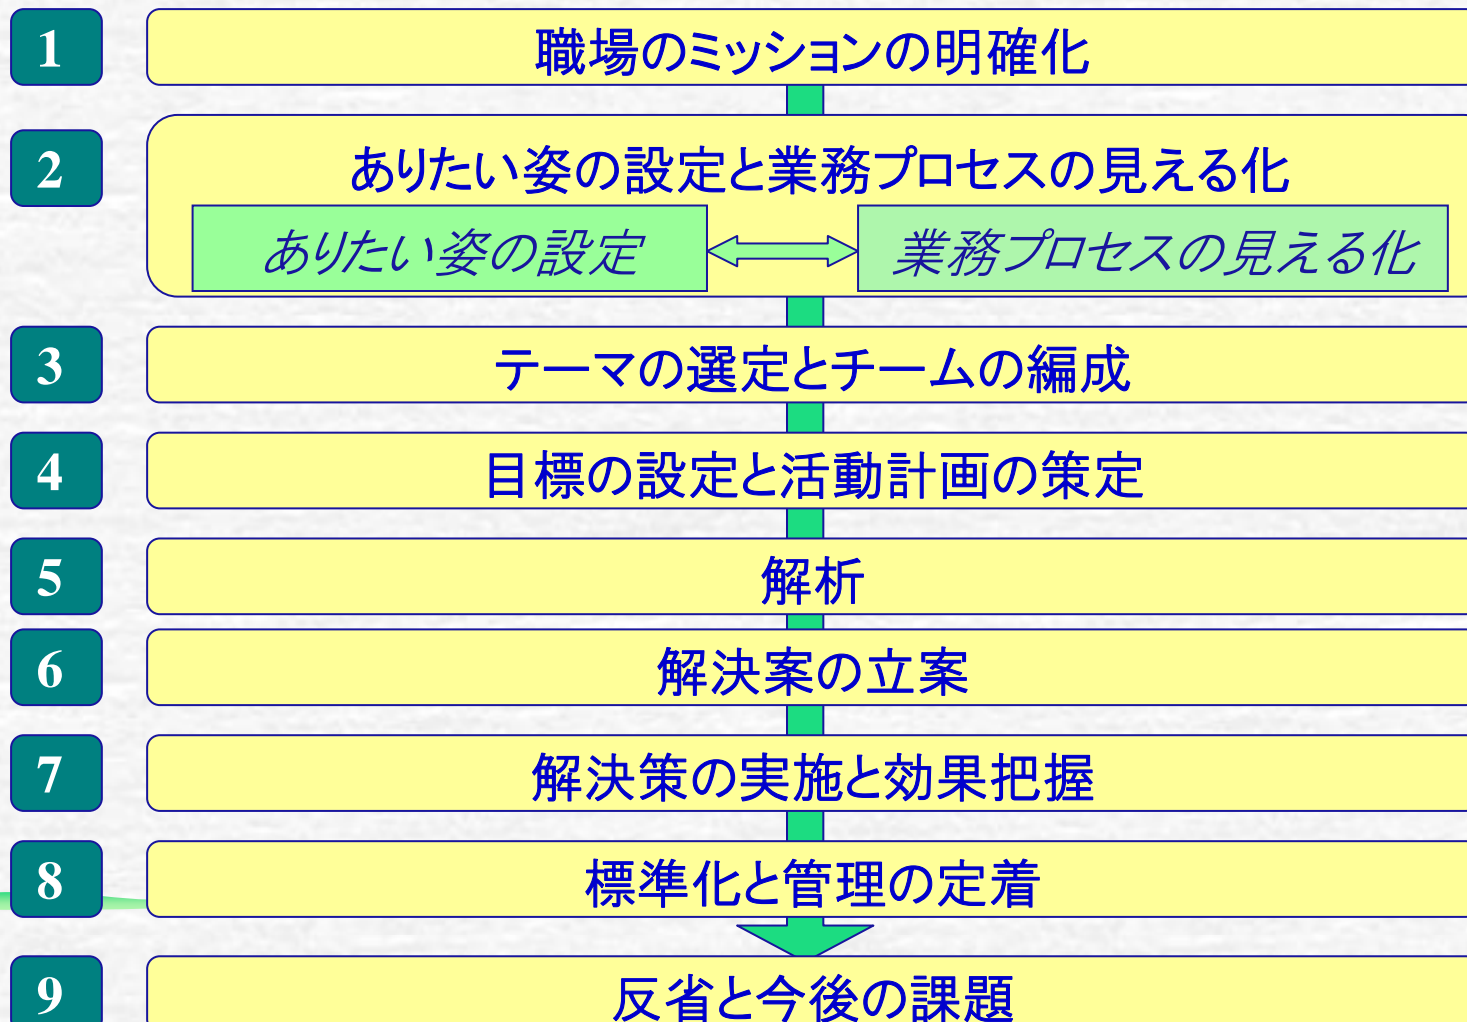 1
職場のミッションの明確化
2
ありたい姿の設定と業務プロセスの見える化
ありたい姿の設定
業務プロセスの見える化
3
テーマの選定とチームの編成
4
目標の設定と活動計画の策定
5
解析
6
解決案の立案
7
解決策の実施と効果把握
8
標準化と管理の定着
9
反省と今後の課題